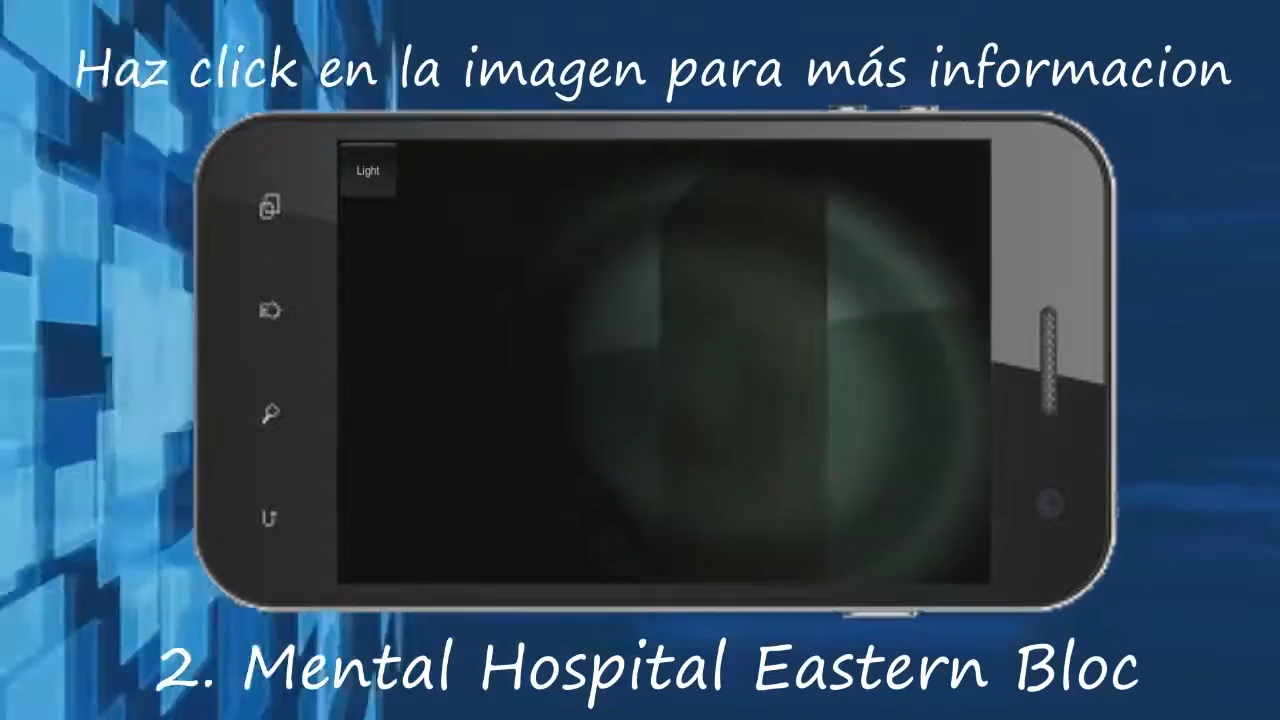 Haz click en la imagen para más informacion
Light
2. Mental Hospital Eastern Bloc